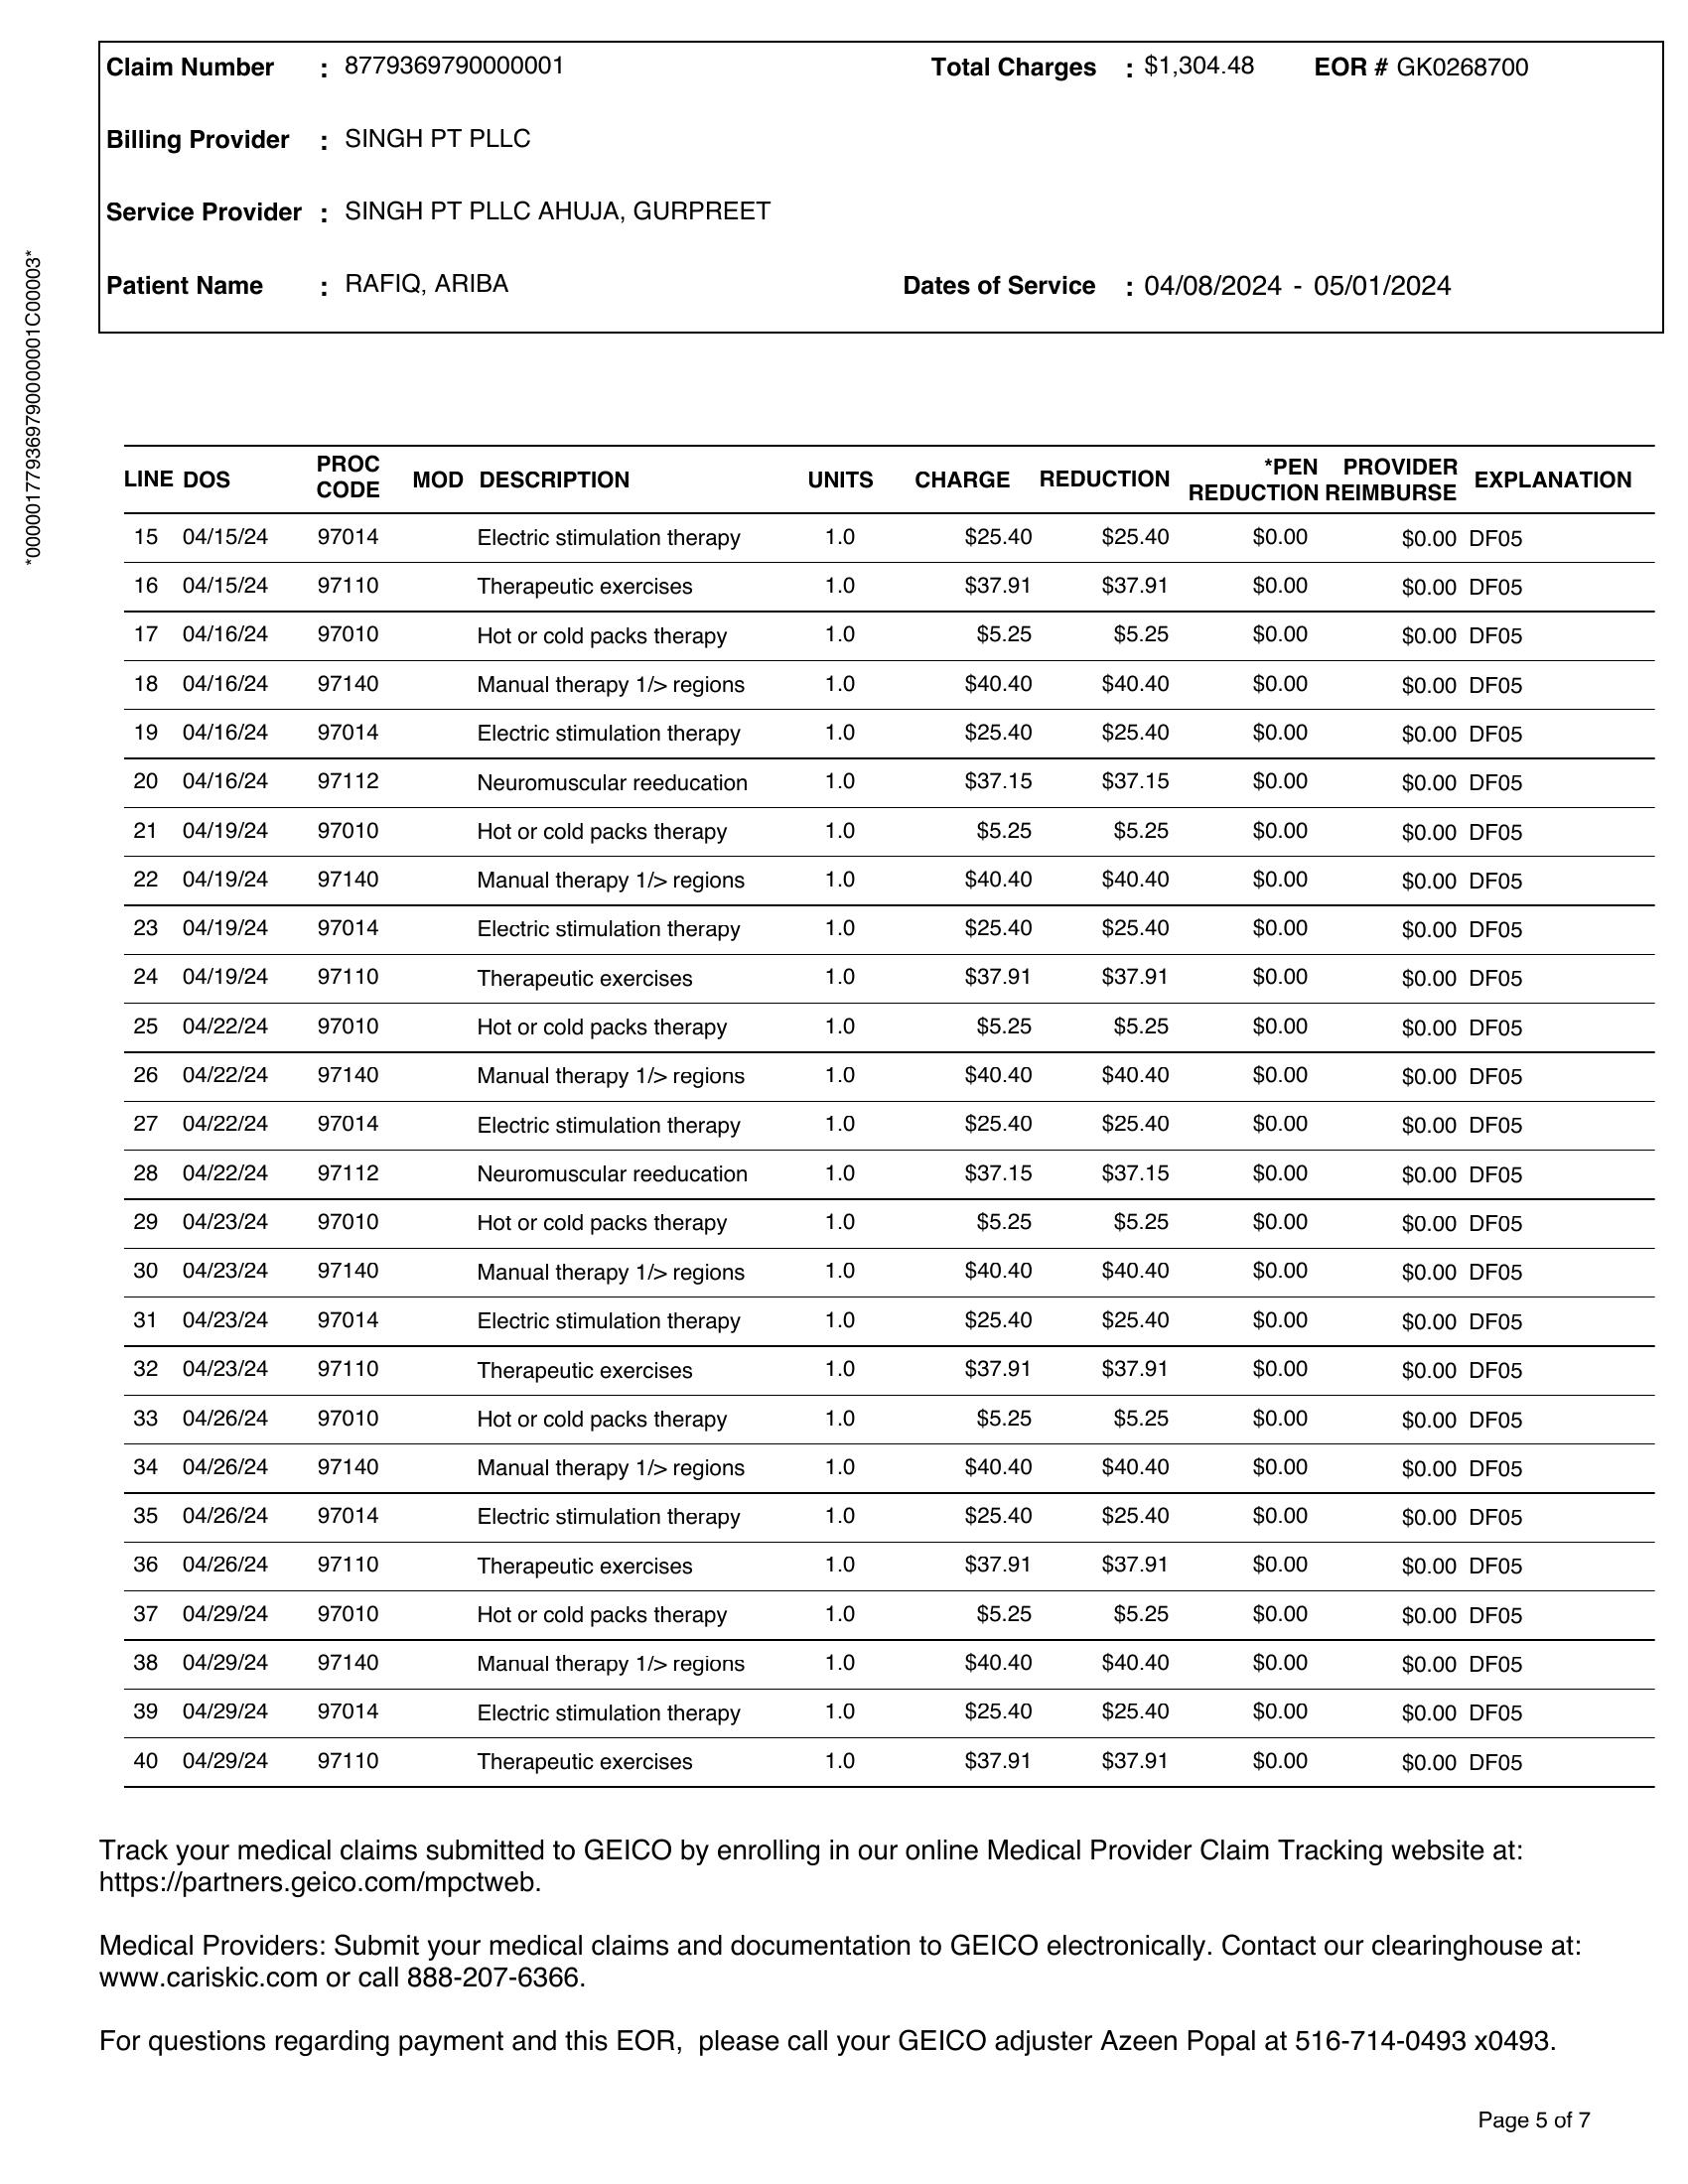 Claim Number : 8779369790000001 Total Charges : $1,304.48 EOR # GK0268700
Billing Provider : SINGH PT PLLC
Service Provider : SINGH PT PLLC AHUJA, GURPREET
Patient Name : RAFIQ, ARIBA Dates of Service : 04/08/2024 - 05/01/2024
*0000017793697900000001C00003*
LINE DOS PROC CODE MOD DESCRIPTION UNITS CHARGE REDUCTION *PEN REDUCTION PROVIDER REIMBURSE EXPLANATION
15 04/15/24 97014 Electric stimulation therapy 1.0 $25.40 $25.40 $0.00 $0.00 DF05
16 04/15/24 97110 Therapeutic exercises 1.0 $37.91 $37.91 $0.00 $0.00 DF05
17 04/16/24 97010 Hot or cold packs therapy 1.0 $5.25 $5.25 $0.00 $0.00 DF05
18 04/16/24 97140 Manual therapy 1/> regions 1.0 $40.40 $40.40 $0.00 $0.00 DF05
19 04/16/24 97014 Electric stimulation therapy 1.0 $25.40 $25.40 $0.00 $0.00 DF05
20 04/16/24 97112 Neuromuscular reeducation 1.0 $37.15 $37.15 $0.00 $0.00 DF05
21 04/19/24 97010 Hot or cold packs therapy 1.0 $5.25 $5.25 $0.00 $0.00 DF05
22 04/19/24 97140 Manual therapy 1/> regions 1.0 $40.40 $40.40 $0.00 $0.00 DF05
23 04/19/24 97014 Electric stimulation therapy 1.0 $25.40 $25.40 $0.00 $0.00 DF05
24 04/19/24 97110 Therapeutic exercises 1.0 $37.91 $37.91 $0.00 $0.00 DF05
25 04/22/24 97010 Hot or cold packs therapy 1.0 $5.25 $5.25 $0.00 $0.00 DF05
26 04/22/24 97140 Manual therapy 1/> regions 1.0 $40.40 $40.40 $0.00 $0.00 DF05
27 04/22/24 97014 Electric stimulation therapy 1.0 $25.40 $25.40 $0.00 $0.00 DF05
28 04/22/24 97112 Neuromuscular reeducation 1.0 $37.15 $37.15 $0.00 $0.00 DF05
29 04/23/24 97010 Hot or cold packs therapy 1.0 $5.25 $5.25 $0.00 $0.00 DF05
30 04/23/24 97140 Manual therapy 1/> regions 1.0 $40.40 $40.40 $0.00 $0.00 DF05
31 04/23/24 97014 Electric stimulation therapy 1.0 $25.40 $25.40 $0.00 $0.00 DF05
32 04/23/24 97110 Therapeutic exercises 1.0 $37.91 $37.91 $0.00 $0.00 DF05
33 04/26/24 97010 Hot or cold packs therapy 1.0 $5.25 $5.25 $0.00 $0.00 DF05
34 04/26/24 97140 Manual therapy 1/> regions 1.0 $40.40 $40.40 $0.00 $0.00 DF05
35 04/26/24 97014 Electric stimulation therapy 1.0 $25.40 $25.40 $0.00 $0.00 DF05
36 04/26/24 97110 Therapeutic exercises 1.0 $37.91 $37.91 $0.00 $0.00 DF05
37 04/29/24 97010 Hot or cold packs therapy 1.0 $5.25 $5.25 $0.00 $0.00 DF05
38 04/29/24 97140 Manual therapy 1/> regions 1.0 $40.40 $40.40 $0.00 $0.00 DF05
39 04/29/24 97014 Electric stimulation therapy 1.0 $25.40 $25.40 $0.00 $0.00 DF05
40 04/29/24 97110 Therapeutic exercises 1.0 $37.91 $37.91 $0.00 $0.00 DF05
Track your medical claims submitted to GEICO by enrolling in our online Medical Provider Claim Tracking website at:
https://partners.geico.com/mpctweb.
Medical Providers: Submit your medical claims and documentation to GEICO electronically. Contact our clearinghouse at:
www.cariskic.com or call 888-207-6366.
For questions regarding payment and this EOR, please call your GEICO adjuster Azeen Popal at 516-714-0493 x0493.
Page 5 of 7